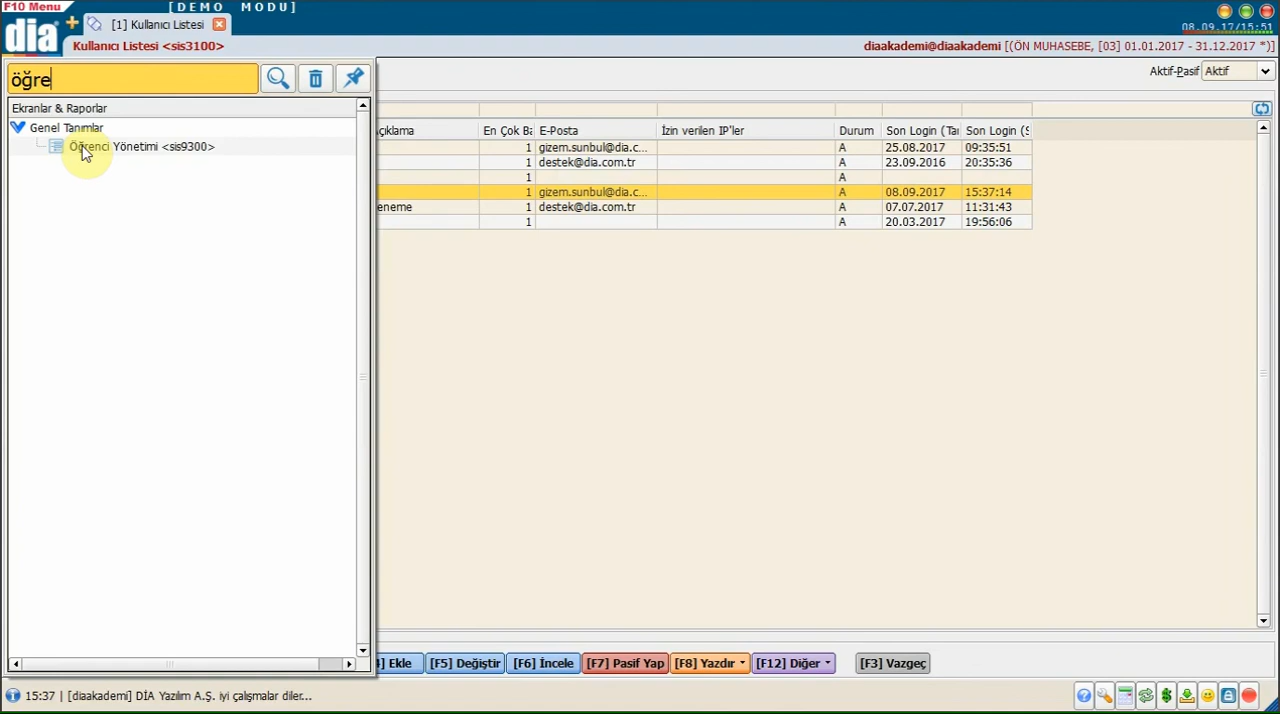 F10 Menu
[DEMO MODU]
dia
[1] Kullanıcı Listesi
08.09.17/15:51
Kullanıcı Listesi <sis3100>
diaakademi@diaakademi [(ÖN MUHASEBE, [03] 01.01.2017 - 31.12.2017 *)]
öğre
Aktif-Pasif Aktif
Ekranlar & Raporlar
Genel Tanımlar
Öğrenci Yönetimi <sis9300>
çıklama En Çok Ba E-Posta İzin verilen IP'ler Durum Son Login (Tar Son Login (S
1 gizem.sunbul@dia.c... A 25.08.2017 09:35:51
1 destek@dia.com.tr A 23.09.2016 20:35:36
1 A
1 gizem.sunbul@dia.c... A 08.09.2017 15:37:14
eneme 1 destek@dia.com.tr A 07.07.2017 11:31:43
1 A 20.03.2017 19:56:06
4] Ekle [F5] Değiştir [F6] İncele [F7] Pasif Yap [F8] Yazdır [F12] Diğer [F3] Vazgeç
15:37 | [diaakademi] DİA Yazılım A.Ş. iyi çalışmalar diler...